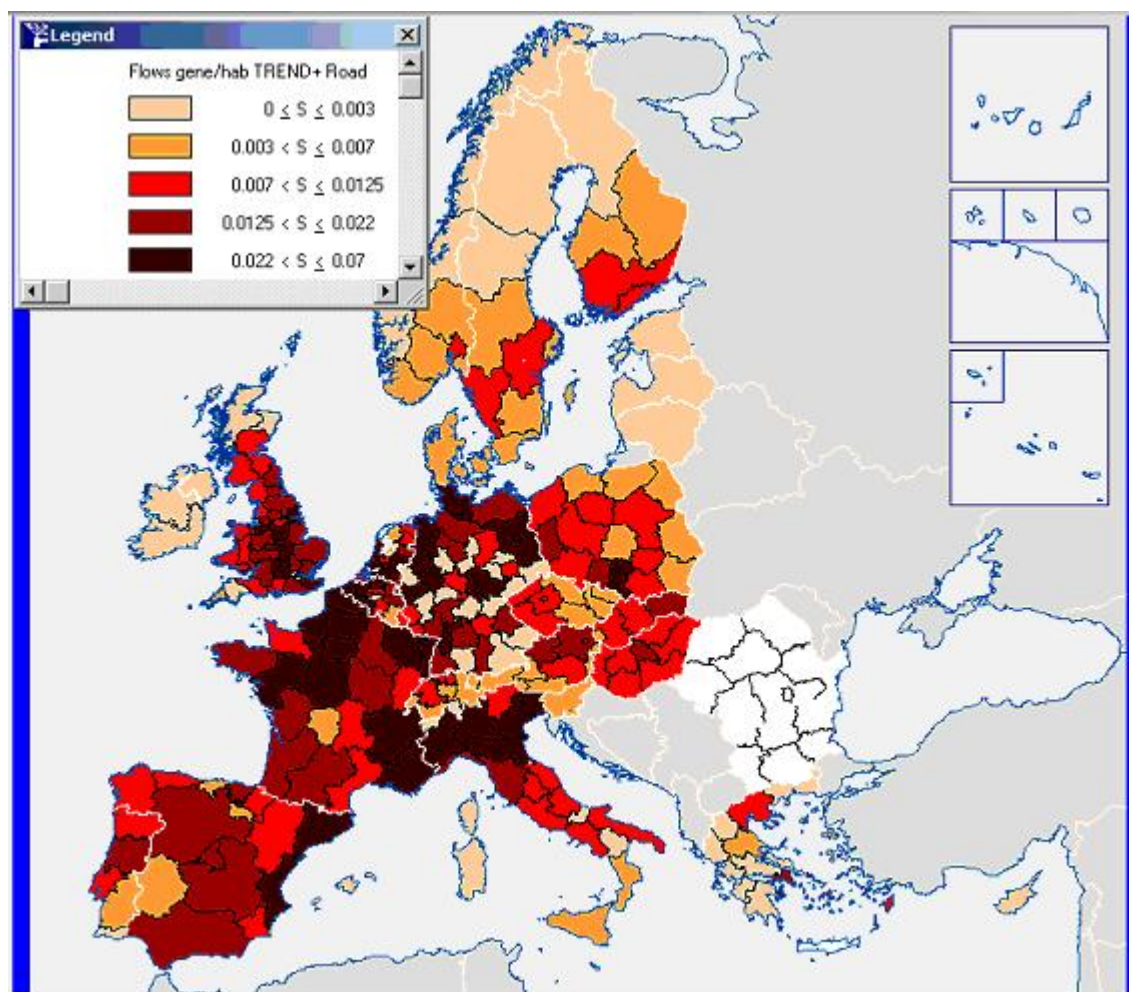 Legend
Flows gene/hab TREND+ Road
0 ≤ S ≤ 0.003
0.003 < S ≤ 0.007
0.007 < S ≤ 0.0125
0.0125 < S ≤ 0.022
0.022 < S ≤ 0.07